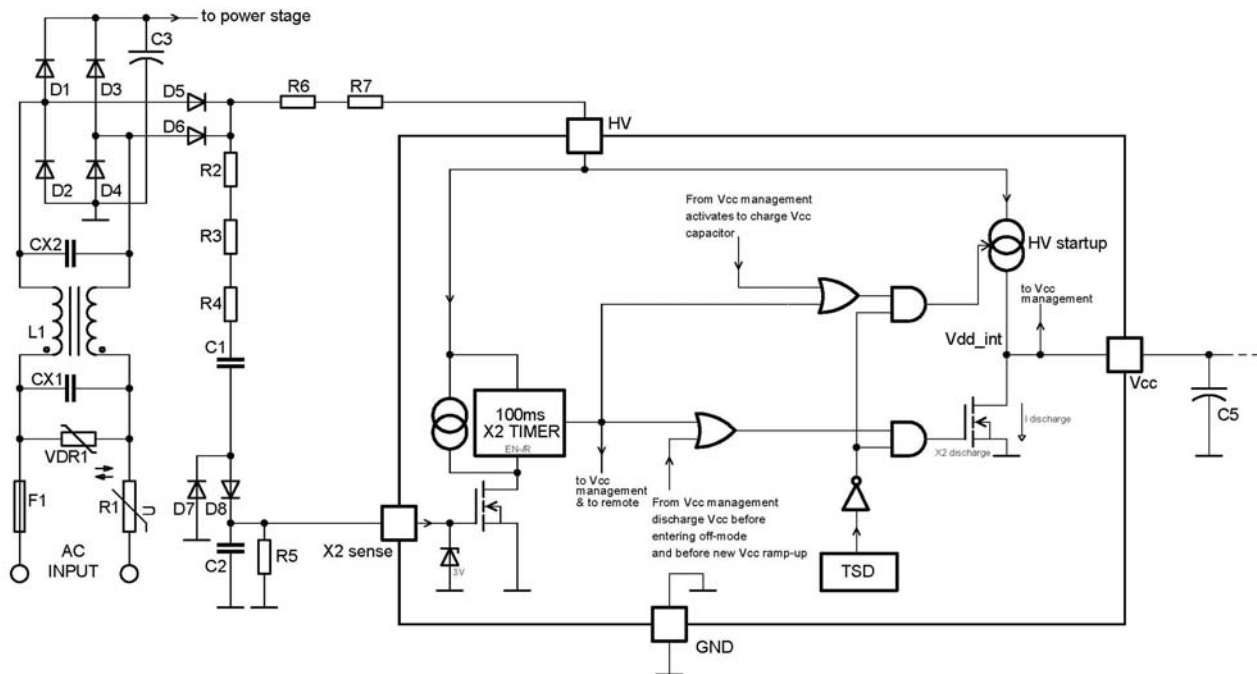 to power stage
C3
D1
D3
D5
R6
R7
HV
D6
D2
D4
R2
From Vcc management
activates to charge Vcc
capacitor
R3
HV startup
CX2
R4
to Vcc
management
L1
C1
Vdd_int
Vcc
CX1
100ms
X2 TIMER
EN-/R
C5
I discharge
VDR1
X2 discharge
to Vcc
management
& to remote
From Vcc management
discharge Vcc before
entering off-mode
and before new Vcc ramp-up
F1
R1
U
D7
D8
AC
INPUT
C2
R5
X2 sense
3V
TSD
GND